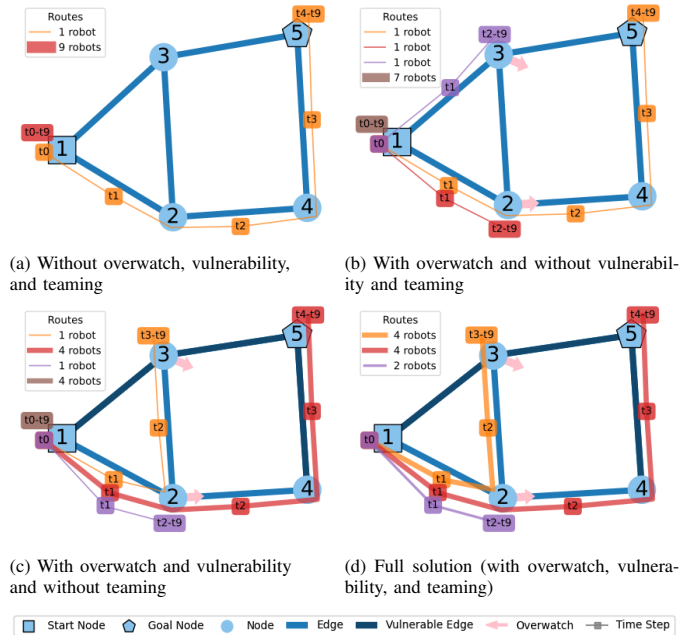 Routes
1 robot
9 robots
t4-t9
5
3
t3
t0-t9
t0
1
t1
2
t2
4
(a) Without overwatch, vulnerability,
and teaming
Routes
1 robot
1 robot
1 robot
7 robots
t2-t9
t4-t9
5
3
t1
t3
t0-t9
t0
1
t1
t1
2
t2
4
t2-t9
(b) With overwatch and without vulnerabil-
ity and teaming
Routes
1 robot
4 robots
1 robot
4 robots
t3-t9
t4-t9
5
3
t3
t0-t9
t0
1
t2
t1
t1
t1
2
t2
4
t2-t9
(c) With overwatch and vulnerability
and without teaming
Routes
4 robots
4 robots
2 robots
t3-t9
t4-t9
5
3
t3
t0
1
t2
t1
t1
t1
2
t2
4
t2-t9
(d) Full solution (with overwatch, vulnera-
bility, and teaming)
Start Node Goal Node Node Edge Vulnerable Edge Overwatch Time Step